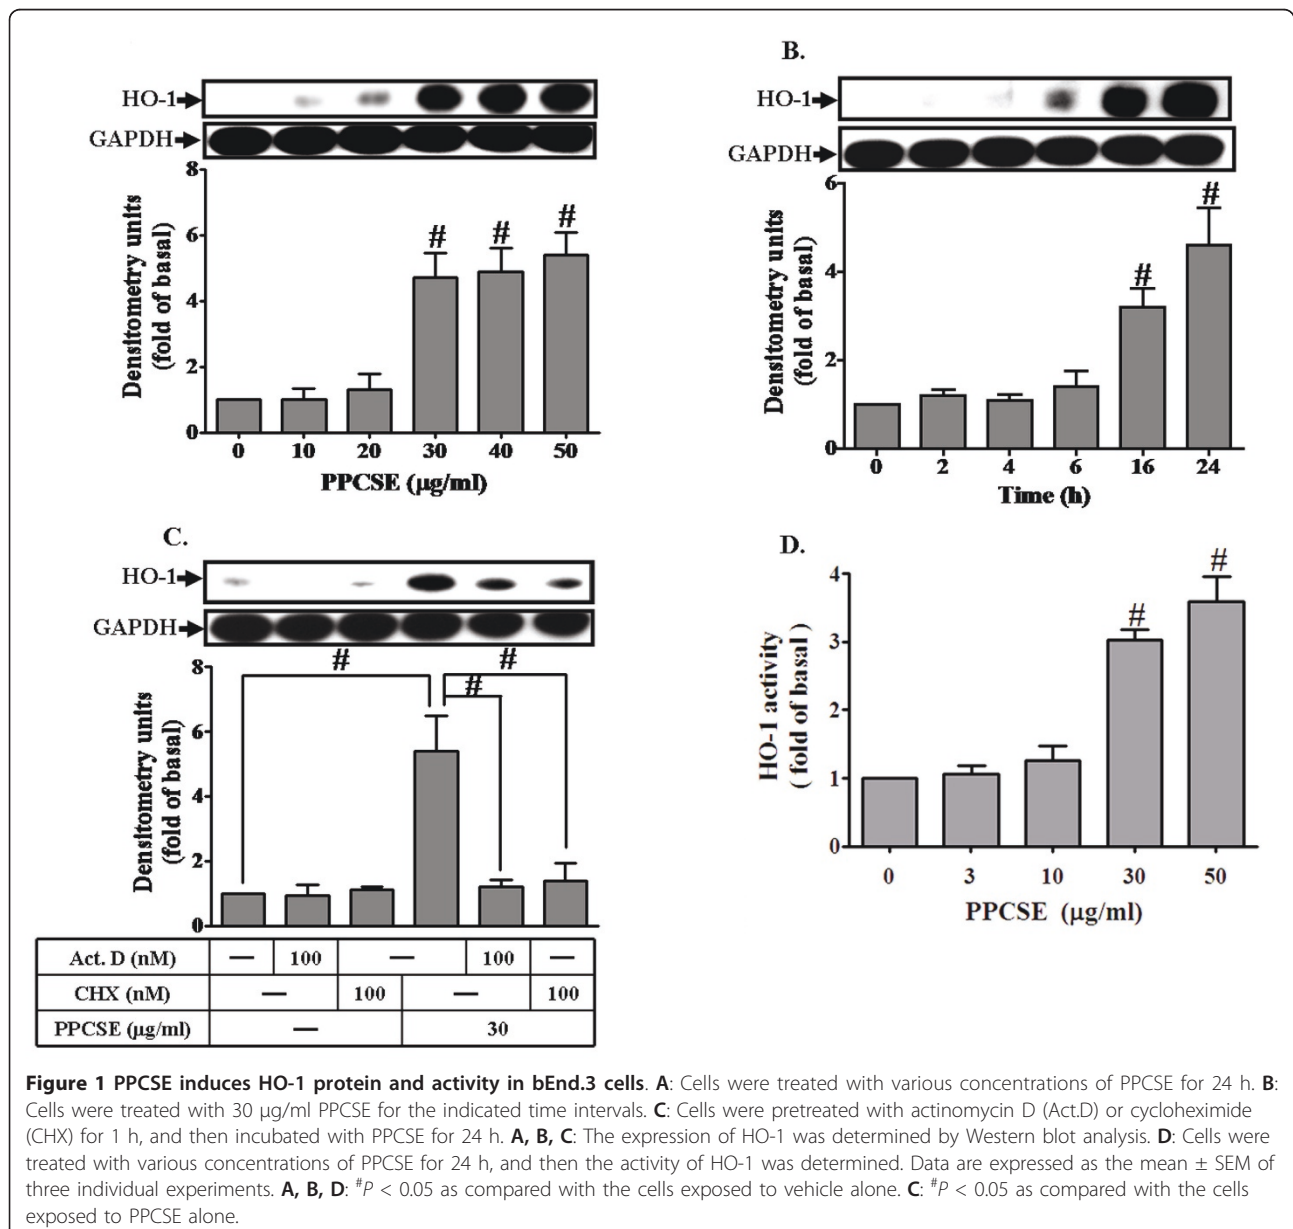 HO-1
GAPDH
8
6
4
2
0
Densitometry units
(fold of basal)
# # #
0 10 20 30 40 50
PPCSE (µg/ml)
B.
HO-1
GAPDH
6
4
2
0
Densitometry units
(fold of basal)
# #
0 2 4 6 16 24
Time (h)
C.
HO-1
GAPDH
8
6
4
2
0
Densitometry units
(fold of basal)
# # #
Act. D (nM) — 100 — 100 —
CHX (nM) — 100 — 100
PPCSE (µg/ml) — 30
D.
4
3
2
1
0
HO-1 activity
( fold of basal )
# #
0 3 10 30 50
PPCSE (µg/ml)
Figure 1 PPCSE induces HO-1 protein and activity in bEnd.3 cells. A: Cells were treated with various concentrations of PPCSE for 24 h. B:
Cells were treated with 30 µg/ml PPCSE for the indicated time intervals. C: Cells were pretreated with actinomycin D (Act.D) or cycloheximide
(CHX) for 1 h, and then incubated with PPCSE for 24 h. A, B, C: The expression of HO-1 was determined by Western blot analysis. D: Cells were
treated with various concentrations of PPCSE for 24 h, and then the activity of HO-1 was determined. Data are expressed as the mean ± SEM of
three individual experiments. A, B, D: #P < 0.05 as compared with the cells exposed to vehicle alone. C: #P < 0.05 as compared with the cells
exposed to PPCSE alone.